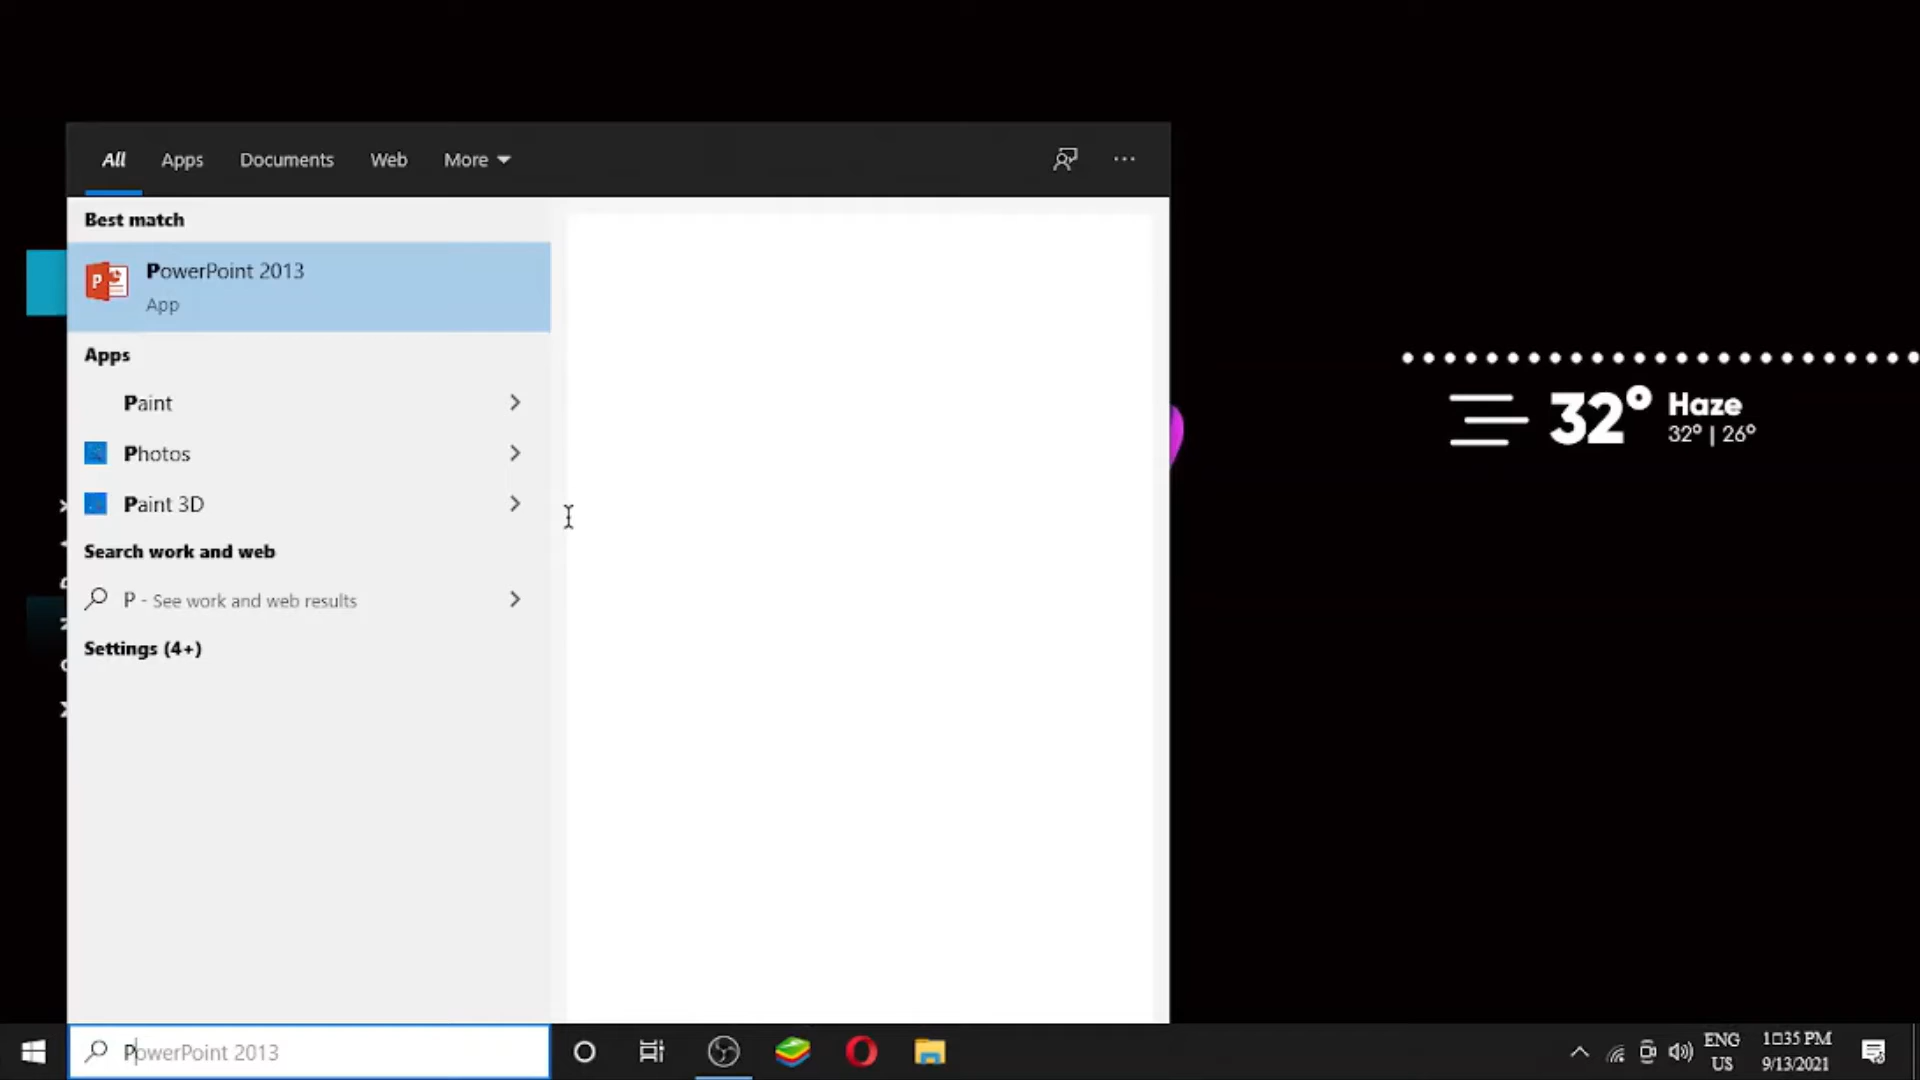 All Apps Documents Web More
Best match
PowerPoint 2013
App
Apps
Paint
Photos
Paint 3D
Search work and web
P - See work and web results
Settings (4+)
32° Haze
32° | 26°
PowerPoint 2013
ENG
US
1□35 PM
9/13/2021